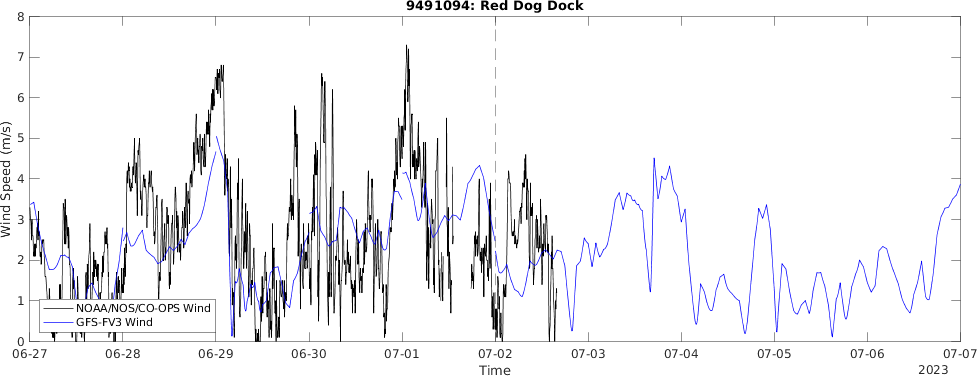 9491094: Red Dog Dock
8
7
6
5
4
3
2
1
0
Wind Speed (m/s)
NOAA/NOS/CO-OPS Wind
GFS-FV3 Wind
06-27 06-28 06-29 06-30 07-01 07-02 07-03 07-04 07-05 07-06 07-07
Time
2023